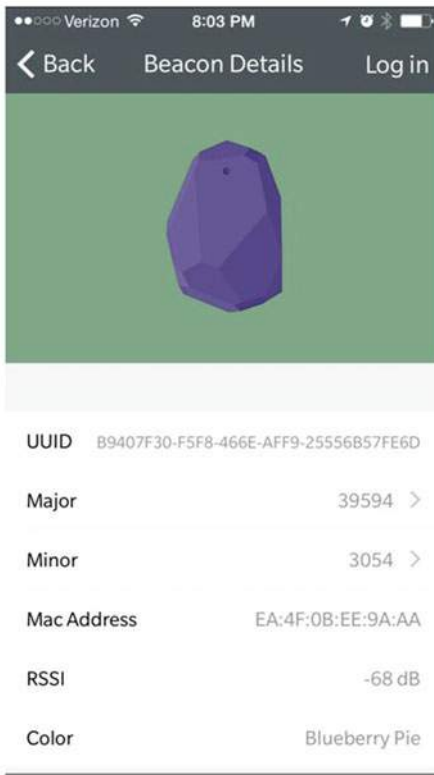 Verizon 8:03 PM
Back Beacon Details Log in
UUID B9407F30-F5F8-466E-AFF9-25556B57FE6D
Major 39594
Minor 3054
Mac Address EA:4F:0B:EE:9A:AA
RSSI -68 dB
Color Blueberry Pie